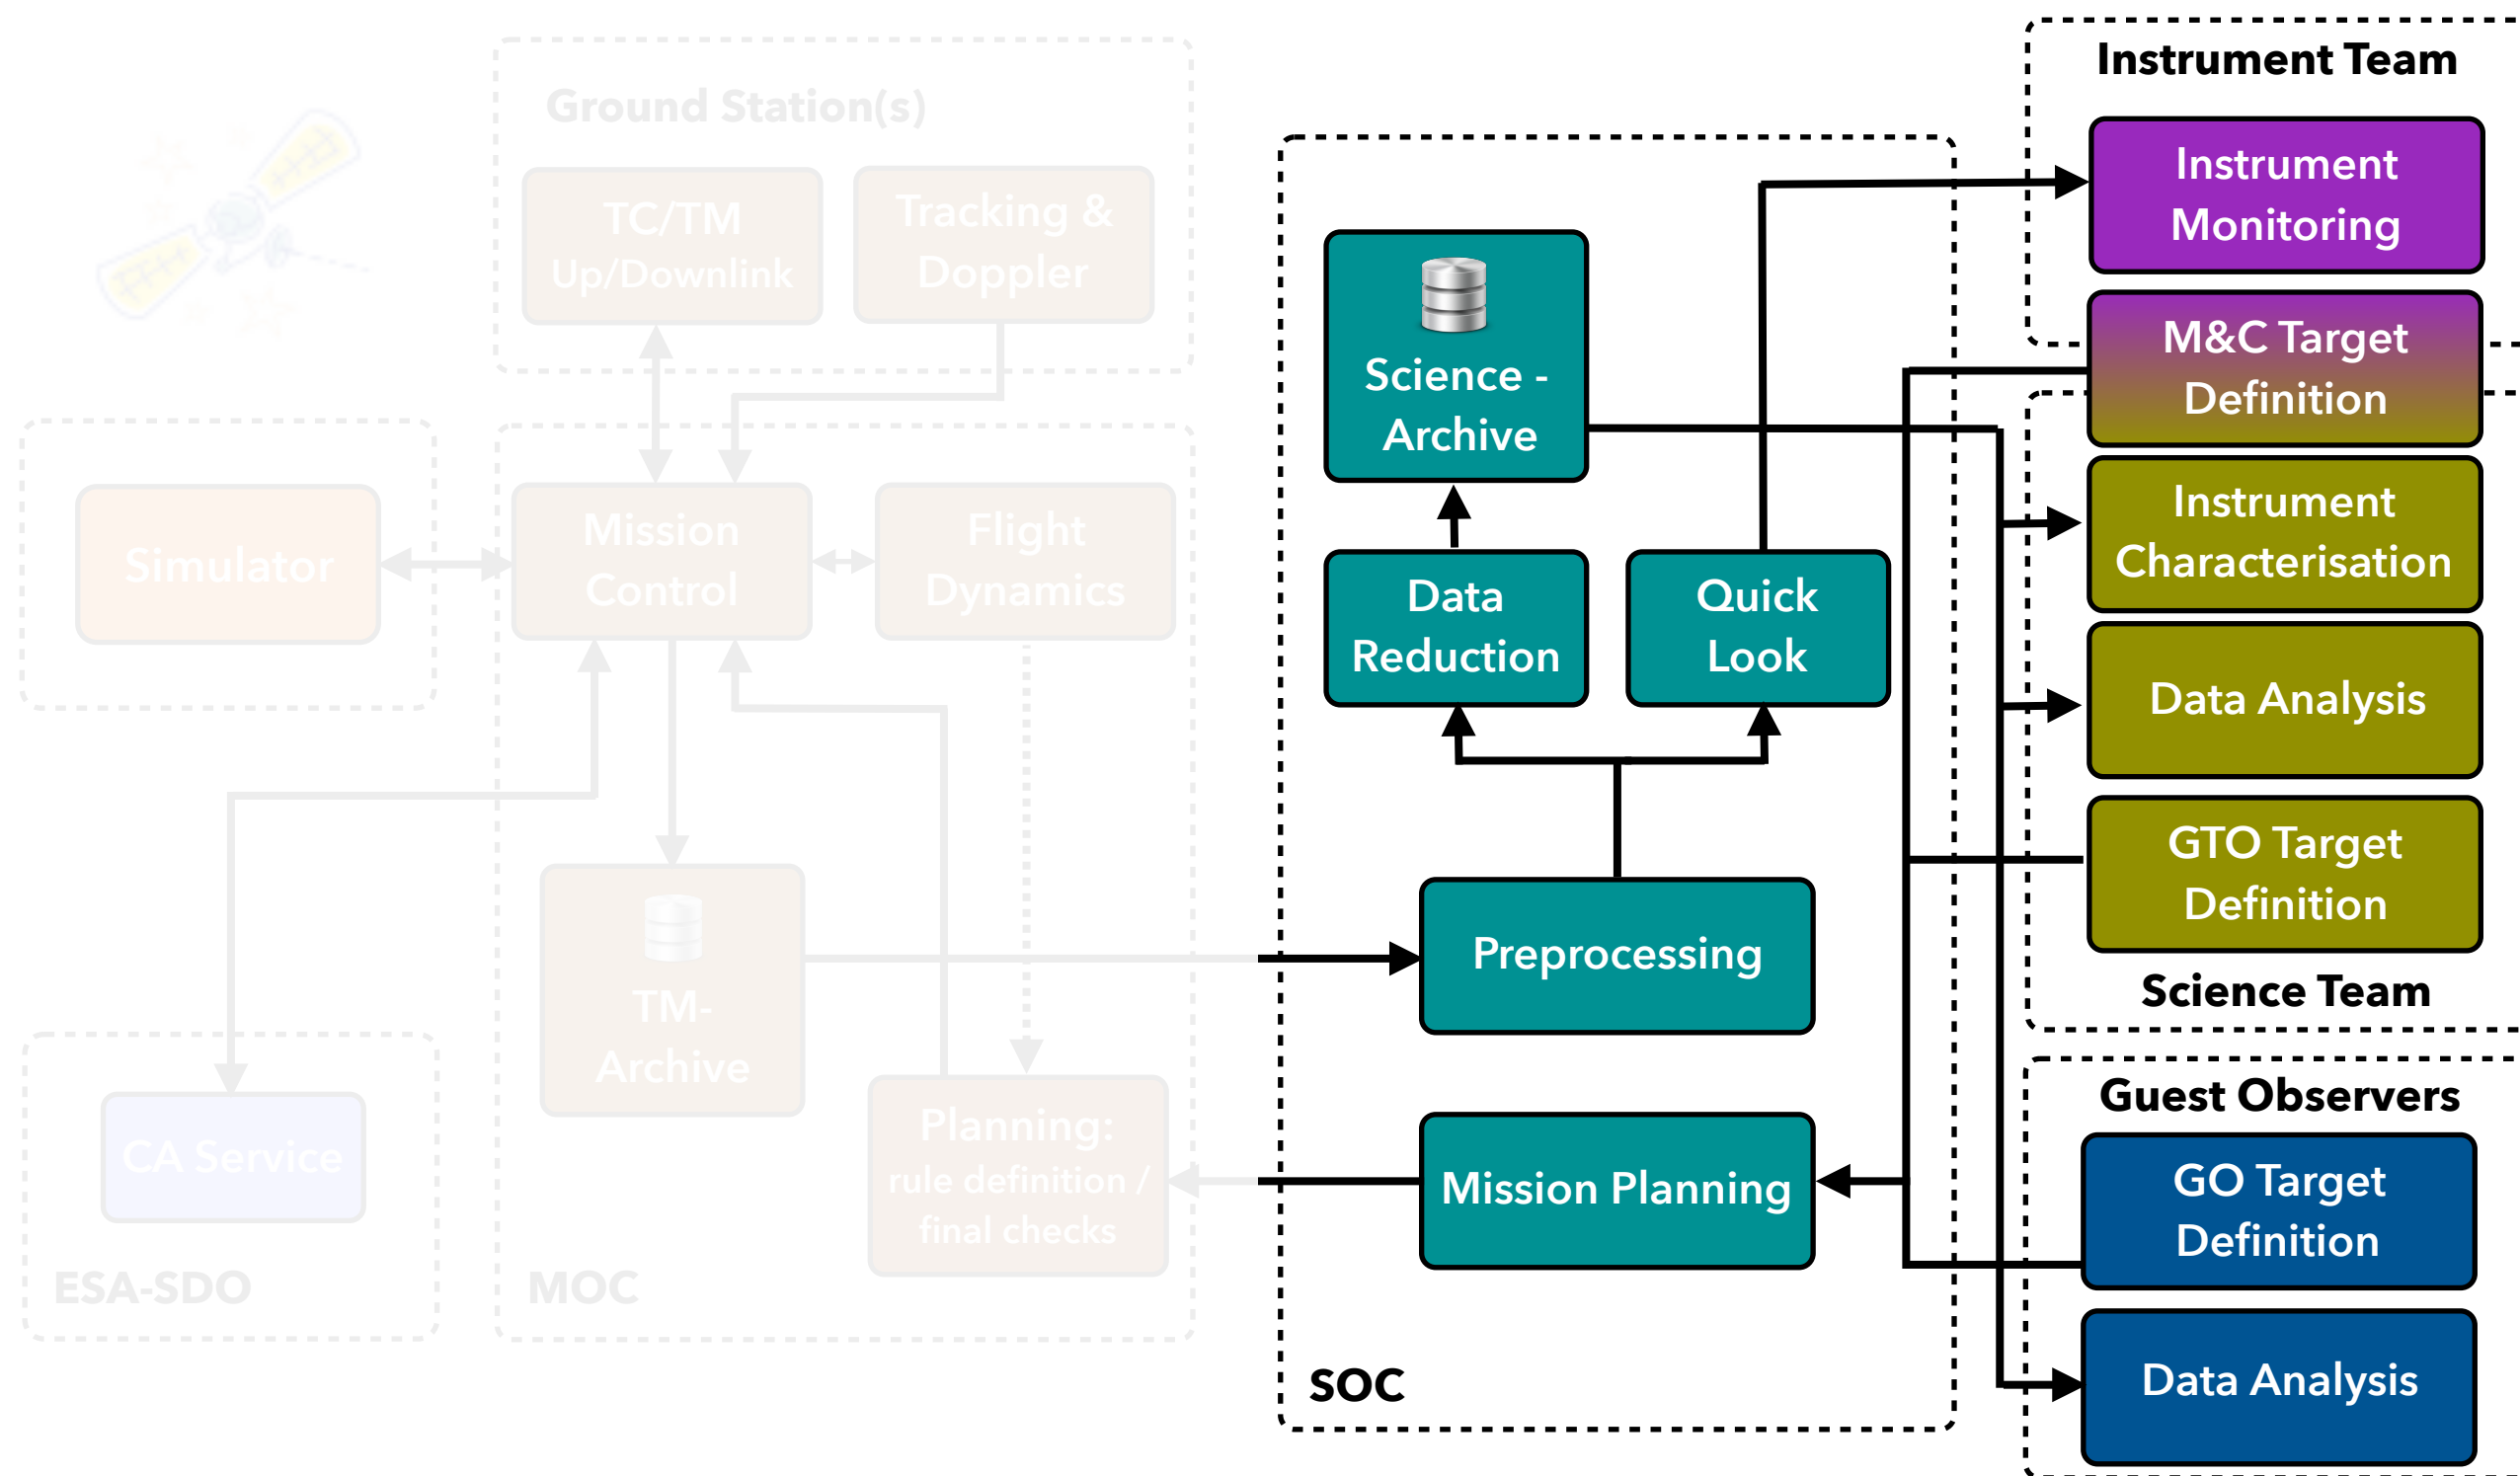 Ground Station(s)
TC/TM
Up/Downlink
Tracking &
Doppler
Simulator
Mission
Control
Flight
Dynamics
TM-
Archive
Planning:
rule definition /
final checks
MOC
CA Service
ESA-SDO
Science -
Archive
Data
Reduction
Quick
Look
Preprocessing
Mission Planning
SOC
Instrument Team
Instrument
Monitoring
M&C Target
Definition
Instrument
Characterisation
Data Analysis
GTO Target
Definition
Science Team
Guest Observers
GO Target
Definition
Data Analysis